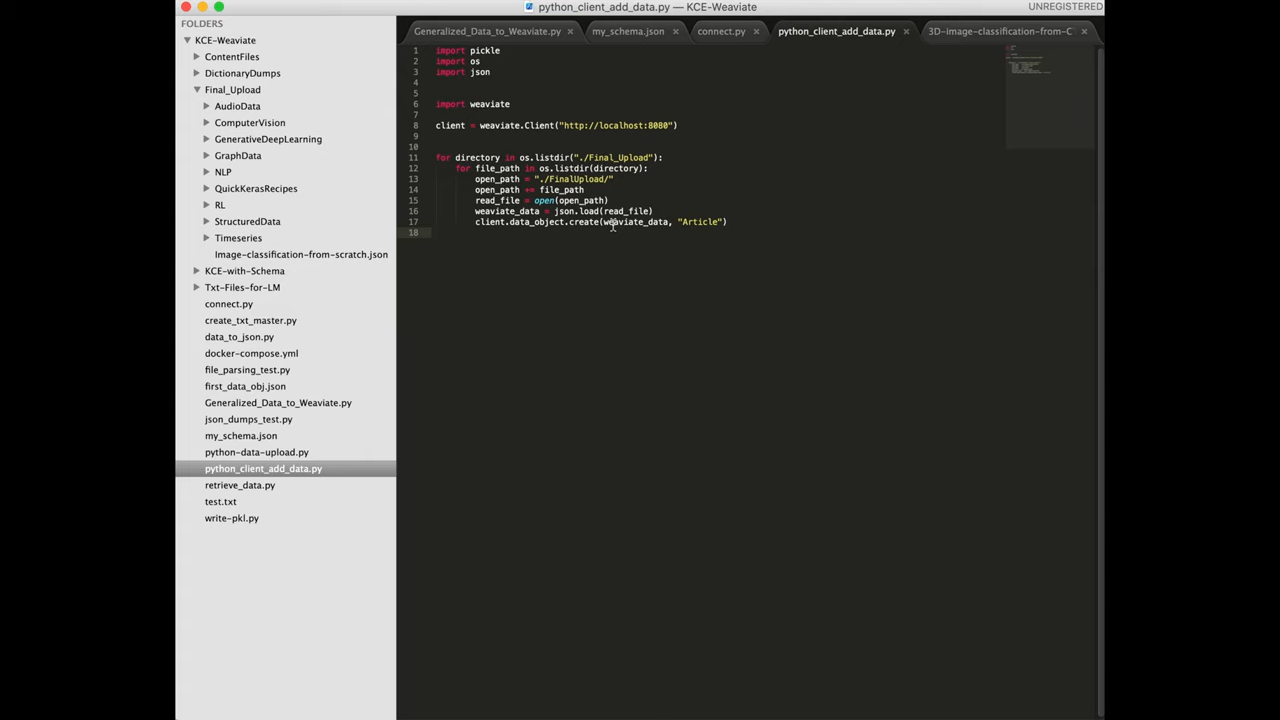 python_client_add_data.py — KCE-Weaviate
UNREGISTERED
FOLDERS
KCE-Weaviate
ContentFiles
DictionaryDumps
Final_Upload
AudioData
ComputerVision
GenerativeDeepLearning
GraphData
NLP
QuickKerasRecipes
RL
StructuredData
Timeseries
Image-classification-from-scratch.json
KCE-with-Schema
Txt-Files-for-LM
connect.py
create_txt_master.py
data_to_json.py
docker-compose.yml
file_parsing_test.py
first_data_obj.json
Generalized_Data_to_Weaviate.py
json_dumps_test.py
my_schema.json
python-data-upload.py
python_client_add_data.py
retrieve_data.py
test.txt
write-pkl.py
Generalized_Data_to_Weaviate.py × my_schema.json × connect.py × python_client_add_data.py × 3D-image-classification-from-C ×
1 import pickle
2 import os
3 import json
4
5
6 import weaviate
7
8 client = weaviate.Client("http://localhost:8080")
9
10
11 for directory in os.listdir("./Final_Upload"):
12 for file_path in os.listdir(directory):
13 open_path = "./FinalUpload/"
14 open_path += file_path
15 read_file = open(open_path)
16 weaviate_data = json.load(read_file)
17 client.data_object.create(weaviate_data, "Article")
18